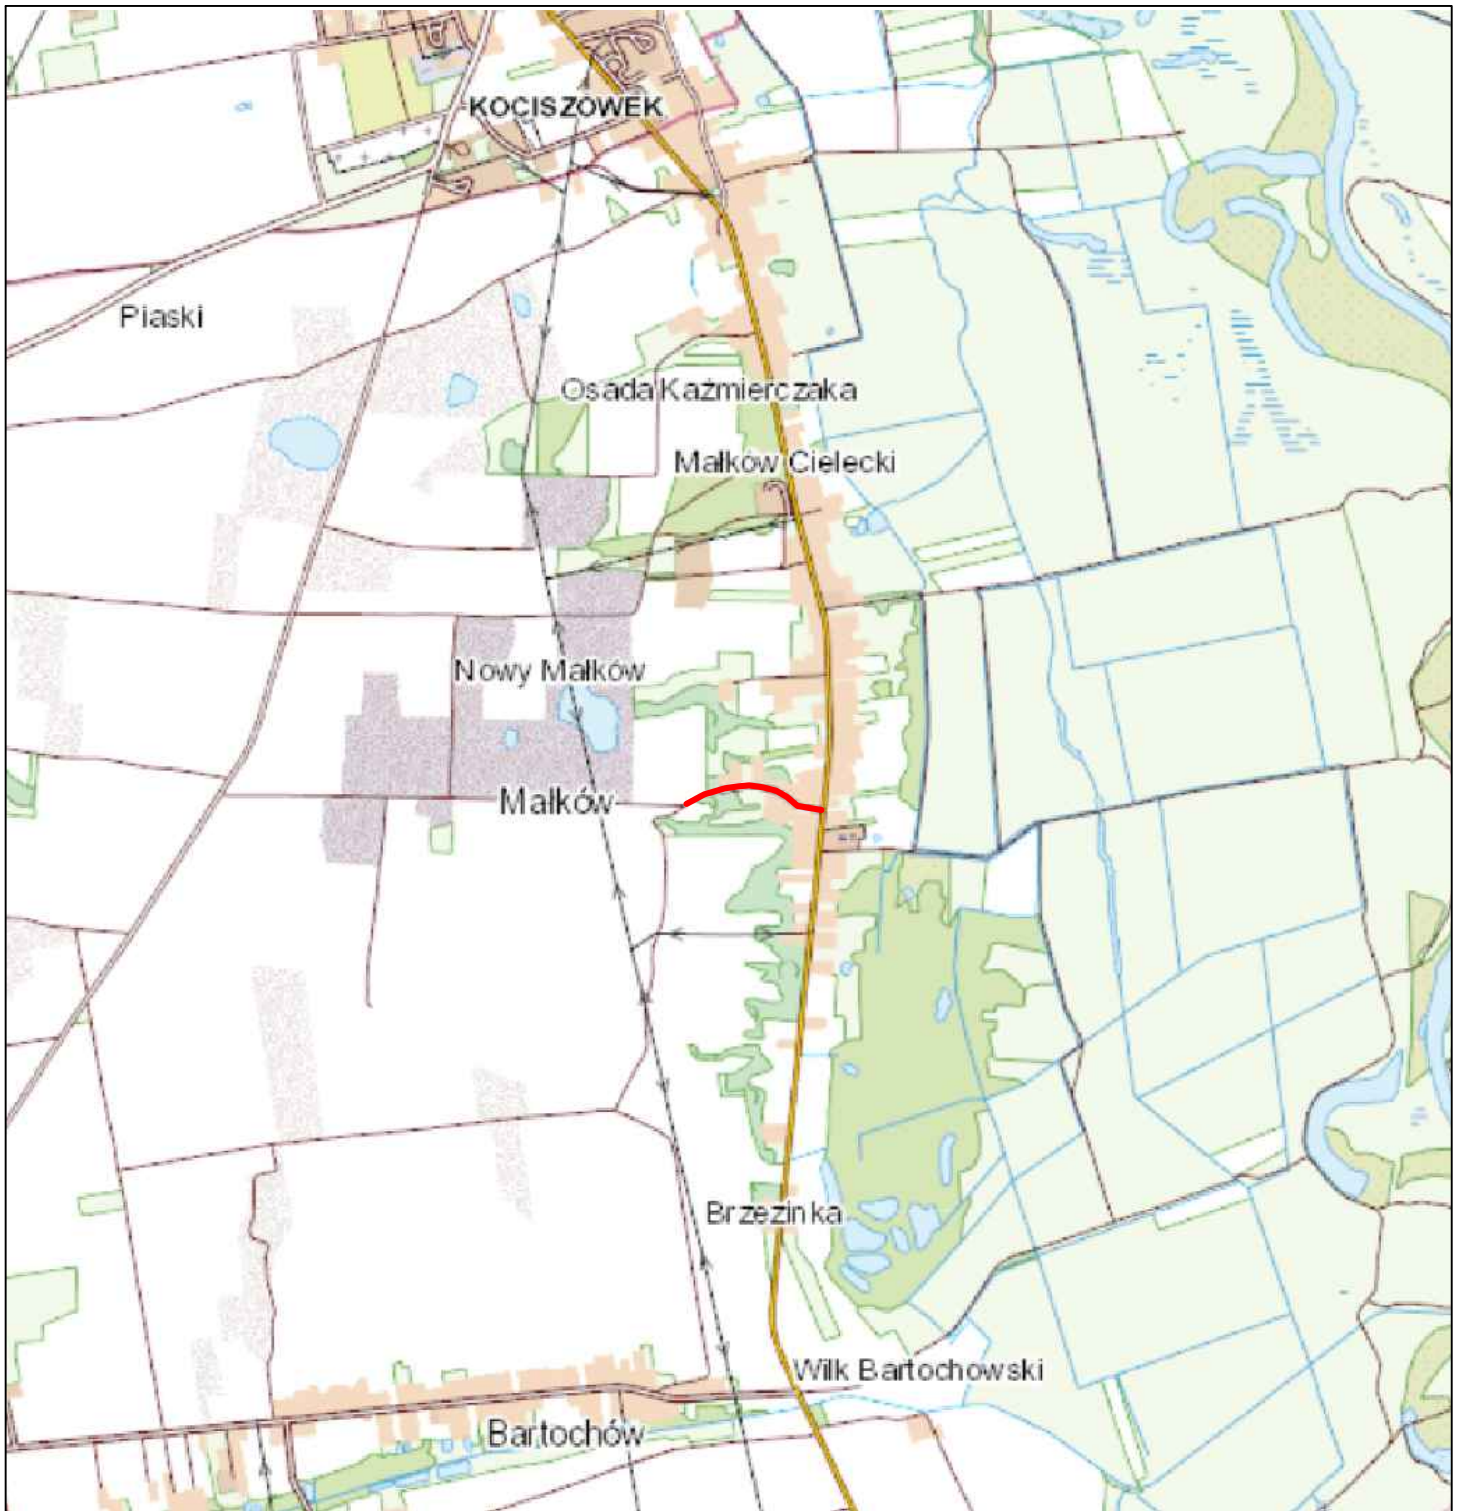 KOCISZÓWEK
Piaski
Osada Kaźmierczaka
Małków Cielecki
Nowy Małków
Małków
Brzezinka
Wilk Bartochowski
Bartochów